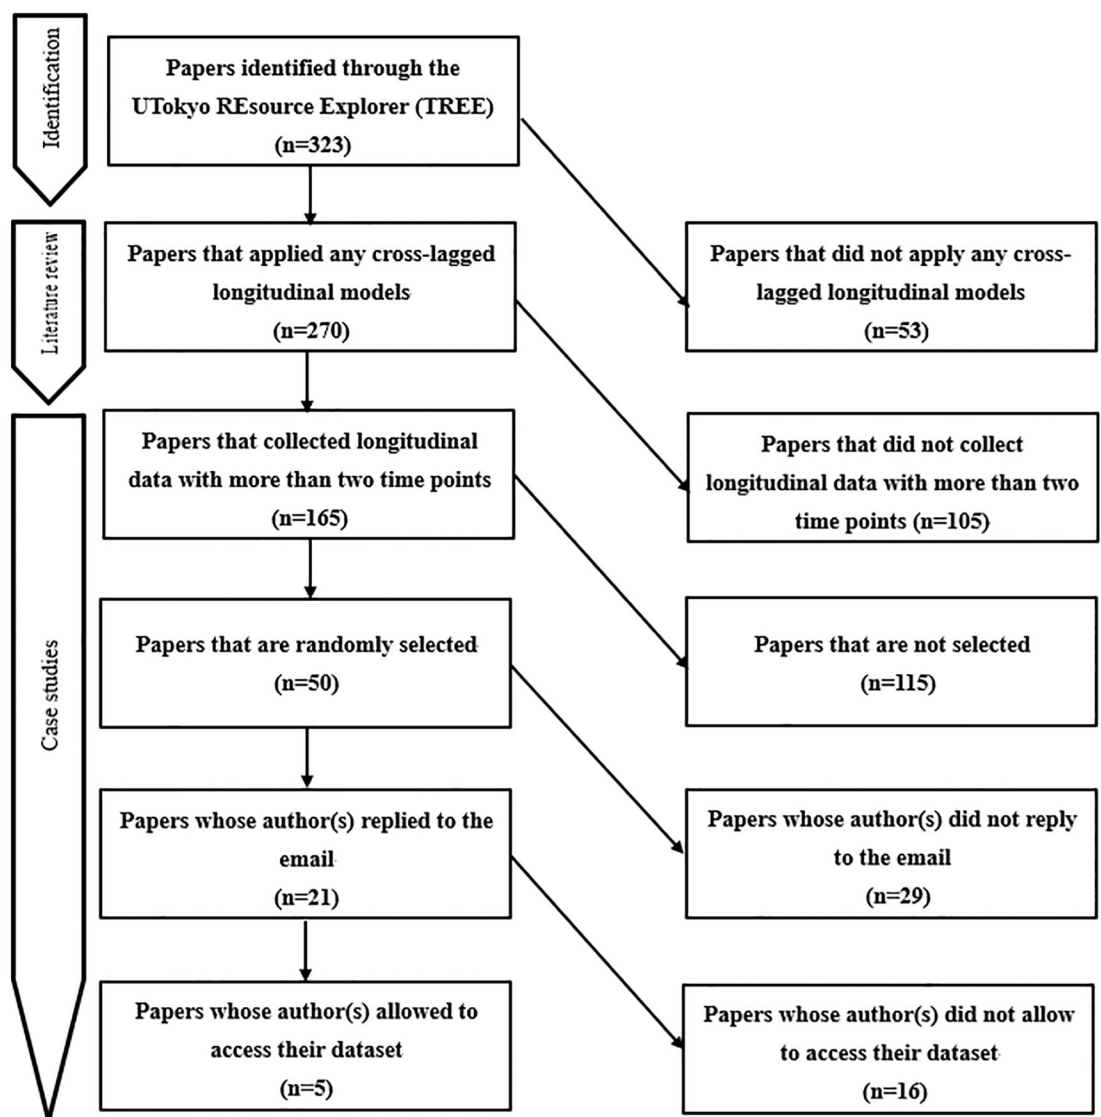 Identification
Papers identified through the
UTokyo REsource Explorer (TREE)
(n=323)
Literature review
Papers that applied any cross-lagged
longitudinal models
(n=270)
Papers that did not apply any cross-
lagged longitudinal models
(n=53)
Case studies
Papers that collected longitudinal
data with more than two time points
(n=165)
Papers that did not collect
longitudinal data with more than two
time points (n=105)
Papers that are randomly selected
(n=50)
Papers that are not selected
(n=115)
Papers whose author(s) replied to the
email
(n=21)
Papers whose author(s) did not reply
to the email
(n=29)
Papers whose author(s) allowed to
access their dataset
(n=5)
Papers whose author(s) did not allow
to access their dataset
(n=16)